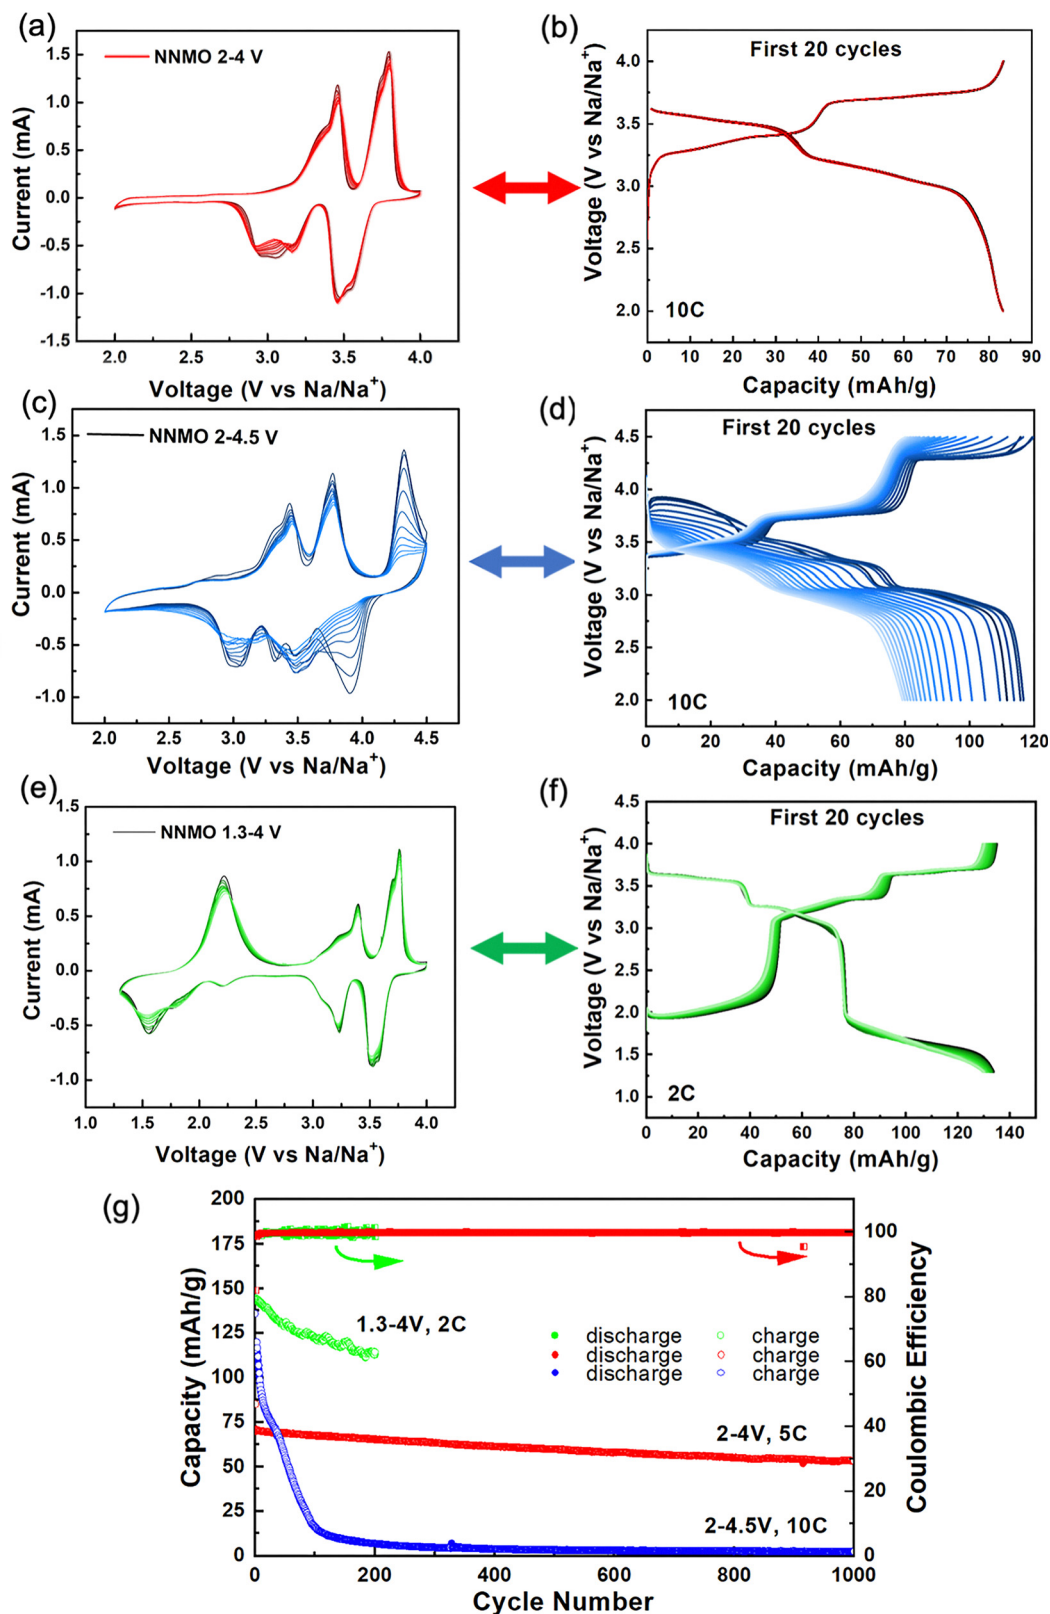 (a)
NNMO 2-4 V
1.5
1.0
0.5
0.0
-0.5
-1.0
-1.5
2.0 2.5 3.0 3.5 4.0
Current (mA)
Voltage (V vs Na/Na⁺)
(b)
First 20 cycles
4.0
3.5
3.0
2.5
2.0
10C
0 10 20 30 40 50 60 70 80 90
Voltage (V vs Na/Na⁺)
Capacity (mAh/g)
(c)
NNMO 2-4.5 V
1.5
1.0
0.5
0.0
-0.5
-1.0
2.0 2.5 3.0 3.5 4.0 4.5
Current (mA)
Voltage (V vs Na/Na⁺)
(d)
First 20 cycles
4.5
4.0
3.5
3.0
2.5
2.0
10C
0 20 40 60 80 100 120
Voltage (V vs Na/Na⁺)
Capacity (mAh/g)
(e)
NNMO 1.3-4 V
1.5
1.0
0.5
0.0
-0.5
-1.0
1.0 1.5 2.0 2.5 3.0 3.5 4.0
Current (mA)
Voltage (V vs Na/Na⁺)
(f)
First 20 cycles
4.5
4.0
3.5
3.0
2.5
2.0
1.5
1.0
2C
0 20 40 60 80 100 120 140
Voltage (V vs Na/Na⁺)
Capacity (mAh/g)
(g)
200
175
150
125
100
75
50
25
0
Capacity (mAh/g)
100
80
60
40
20
0
Coulombic Efficiency
1.3-4V, 2C
discharge charge
discharge charge
discharge charge
2-4V, 5C
2-4.5V, 10C
0 200 400 600 800 1000
Cycle Number